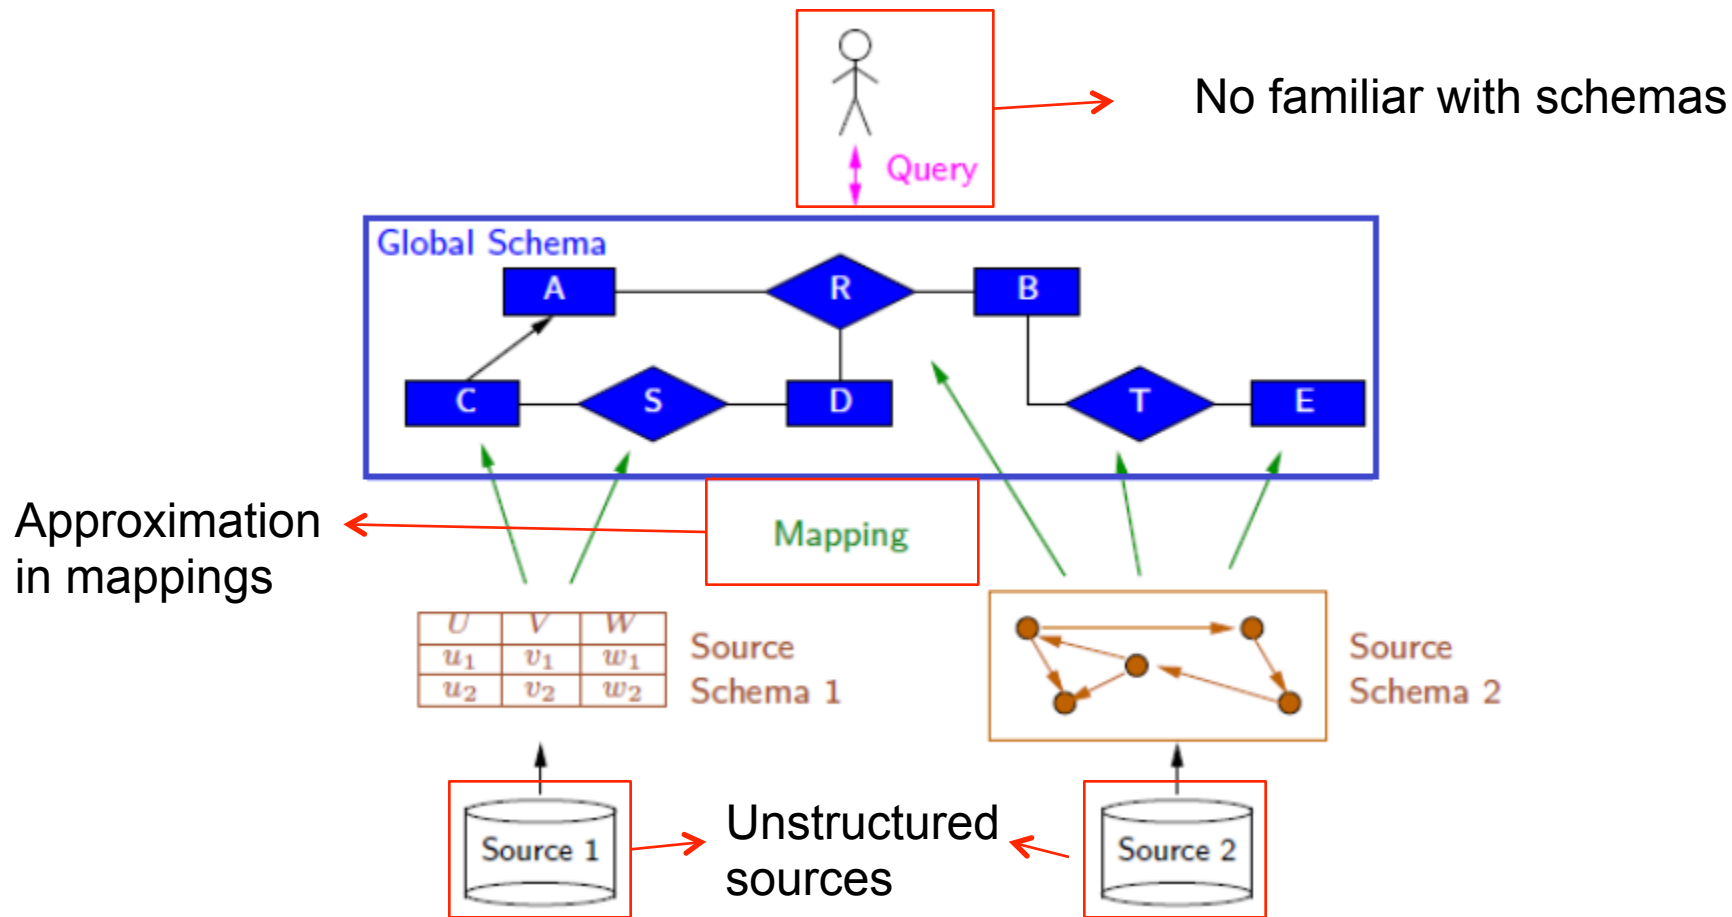 No familiar with schemas
Query
Global Schema
A
R
B
C
S
D
T
E
Approximation
in mappings
Mapping
U V W
u₁ v₁ w₁
u₂ v₂ w₂
Source
Schema 1
Source
Schema 2
Source 1
Unstructured
sources
Source 2